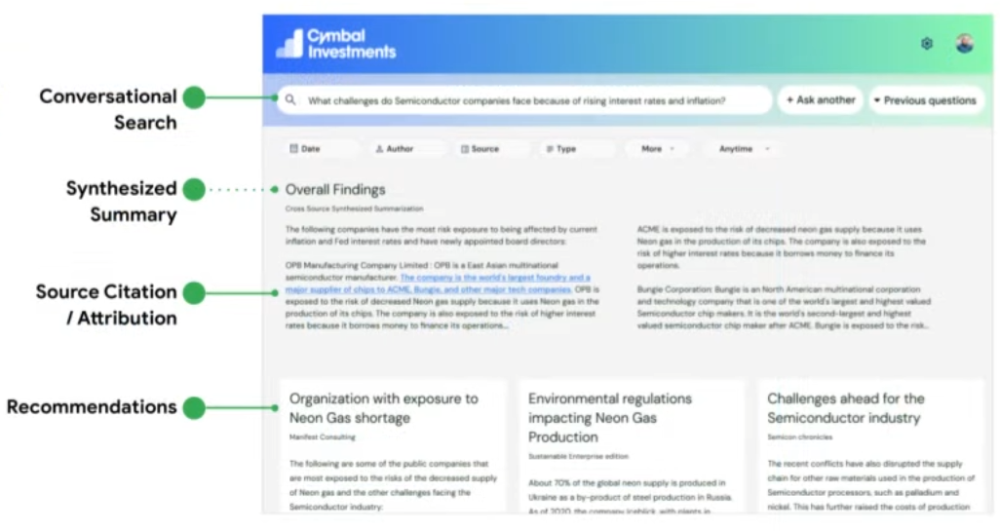 Cymbal
Investments
Conversational
Search
What challenges do Semiconductor companies face because of rising interest rates and inflation?
+ Ask another
Previous questions
Date
Author
Source
Type
More
Anytime
Synthesized
Summary
Overall Findings
Cross Source Synthesized Summarization
The following companies have the most risk exposure to being affected by current
inflation and Fed interest rates and have newly appointed board directors:
Source Citation
/ Attribution
OPB Manufacturing Company Limited : OPB is a East Asian multinational
semiconductor manufacturer. The company is the world's largest foundry and a
major supplier of chips to ACME, Bungie, and other major tech companies. OPB is
exposed to the risk of decreased Neon gas supply because it uses Neon gas in the
production of its chips. The company is also exposed to the risk of higher interest
rates because it borrows money to finance its operations...
ACME is exposed to the risk of decreased neon gas supply because it uses
Neon gas in the production of its chips. The company is also exposed to the
risk of higher interest rates because it borrows money to finance its
operations.
Bungie Corporation: Bungie is an North American multinational corporation
and technology company that is one of the world's largest and highest valued
Semiconductor chip makers. It is the world's second-largest and highest
valued semiconductor chip maker after ACME. Bungie is exposed to the risk...
Recommendations
Organization with exposure to
Neon Gas shortage
Manifest Consulting
The following are some of the public companies that
are most exposed to the risks of the decreased supply
of Neon gas and the other challenges facing the
Semiconductor industry:
Environmental regulations
impacting Neon Gas
Production
Sustainable Enterprise edition
About 70% of the global neon supply is produced in
Ukraine as a by-product of steel production in Russia.
As of 2020, the company Iceblick, with plants in
Challenges ahead for the
Semiconductor industry
Semicon chronicles
The recent conflicts have also disrupted the supply
chain for other raw materials used in the production of
Semiconductor processors, such as palladium and
nickel. This has further raised the costs of production